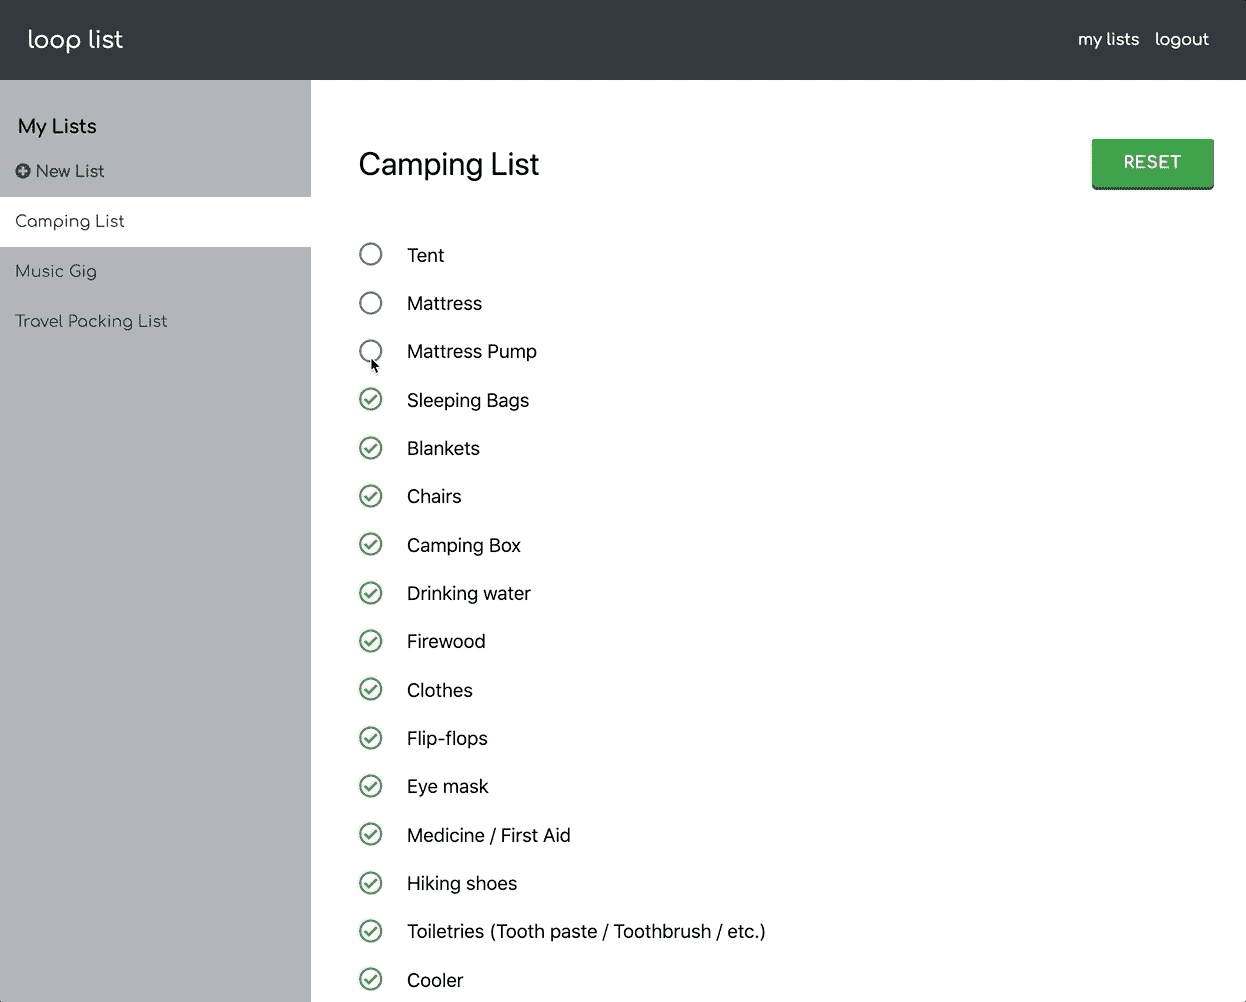 loop list
my lists logout
My Lists
New List
Camping List
Music Gig
Travel Packing List
Camping List
RESET
Tent
Mattress
Mattress Pump
Sleeping Bags
Blankets
Chairs
Camping Box
Drinking water
Firewood
Clothes
Flip-flops
Eye mask
Medicine / First Aid
Hiking shoes
Toiletries (Tooth paste / Toothbrush / etc.)
Cooler